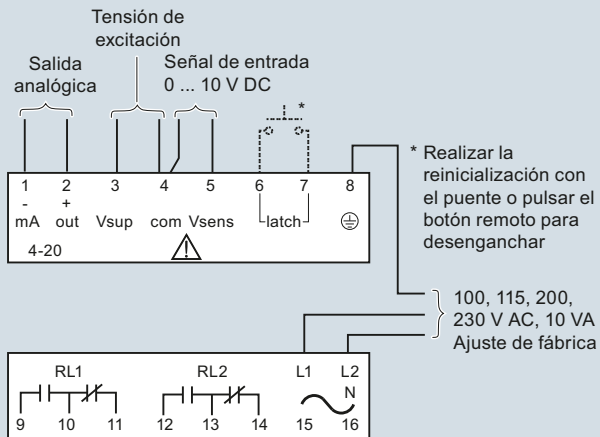 Tensión de
excitación
Salida
analógica
Señal de entrada
0 ... 10 V DC
*
1 2 3 4 5 6 7 8
- +
mA out Vsup com Vsens latch
4-20
* Realizar la
reinicialización con
el puente o pulsar el
botón remoto para
desenganchar
100, 115, 200,
230 V AC, 10 VA
Ajuste de fábrica
RL1 RL2 L1 L2
N
9 10 11 12 13 14 15 16